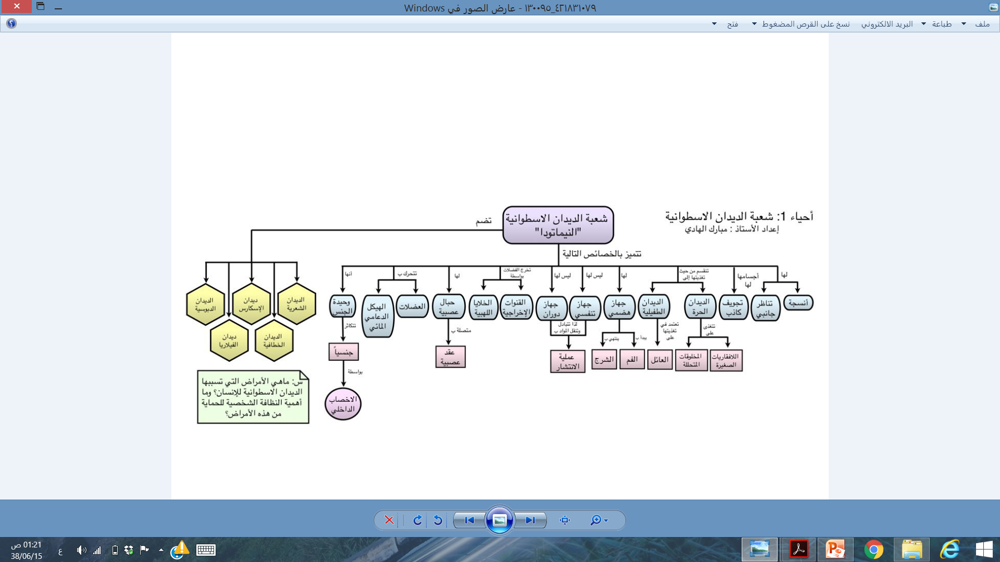 ١٣٠٠٩٥_٤٢١٨٣١٠٧٩ - عارض الصور في Windows
ملف
طباعة
البريد الالكتروني
نسخ على القرص المضغوط
فتح
أحياء 1: شعبة الديدان الاسطوانية
إعداد الأستاذ : مبارك الهادي
شعبة الديدان الاسطوانية
"النيماتودا"
تضم
تتميز بالخصائص التالية
لها
أجسامها
لها
تنقسم من حيث
تغذيتها إلى
لها
ليس لها
ليس لها
تخرج الفضلات
بواسطة
لها
تتحرك ب
أنها
أنسجة
تناظر
جانبي
تجويف
كاذب
الديدان
الحرة
الديدان
الطفيلية
جهاز
هضمي
جهاز
تنفسي
جهاز
دوران
القنوات
الإخراجية
الخلايا
اللهبية
حبال
عصبية
العضلات
الهيكل
الدعامي
المائي
وحيدة
الجنس
تتغذى
على
تعتمد في
تغذيتها
على
يبدأ ب
ينتهي ب
لذا تتبادل
وتنقل المواد ب
متصلة ب
تتكاثر
اللافقاريات
الصغيرة
المخلوقات
المتحللة
العائل
الفم
الشرج
عملية
الانتشار
عقد
عصبية
جنسياً
بواسطة
الاخصاب
الداخلي
الديدان
الشعرية
ديدان
الإسكارس
الديدان
الدبوسية
الديدان
الخطافية
ديدان
الفيلاريا
س: ماهي الأمراض التي تسببها
الديدان الاسطوانية للإنسان؟ وما
أهمية النظافة الشخصية للحماية
من هذه الأمراض؟
ع
01:21 ص
38/06/15